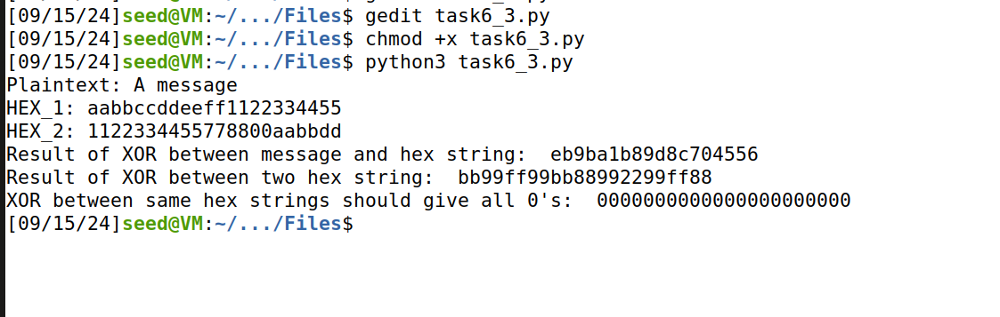 [09/15/24]seed@VM:~/.../Files$ gedit task6_3.py
[09/15/24]seed@VM:~/.../Files$ chmod +x task6_3.py
[09/15/24]seed@VM:~/.../Files$ python3 task6_3.py
Plaintext: A message
HEX_1: aabbccddeeff1122334455
HEX_2: 1122334455778800aabbdd
Result of XOR between message and hex string:  eb9ba1b89d8c704556
Result of XOR between two hex string:  bb99ff99bb88992299ff88
XOR between same hex strings should give all 0's:  0000000000000000000000
[09/15/24]seed@VM:~/.../Files$